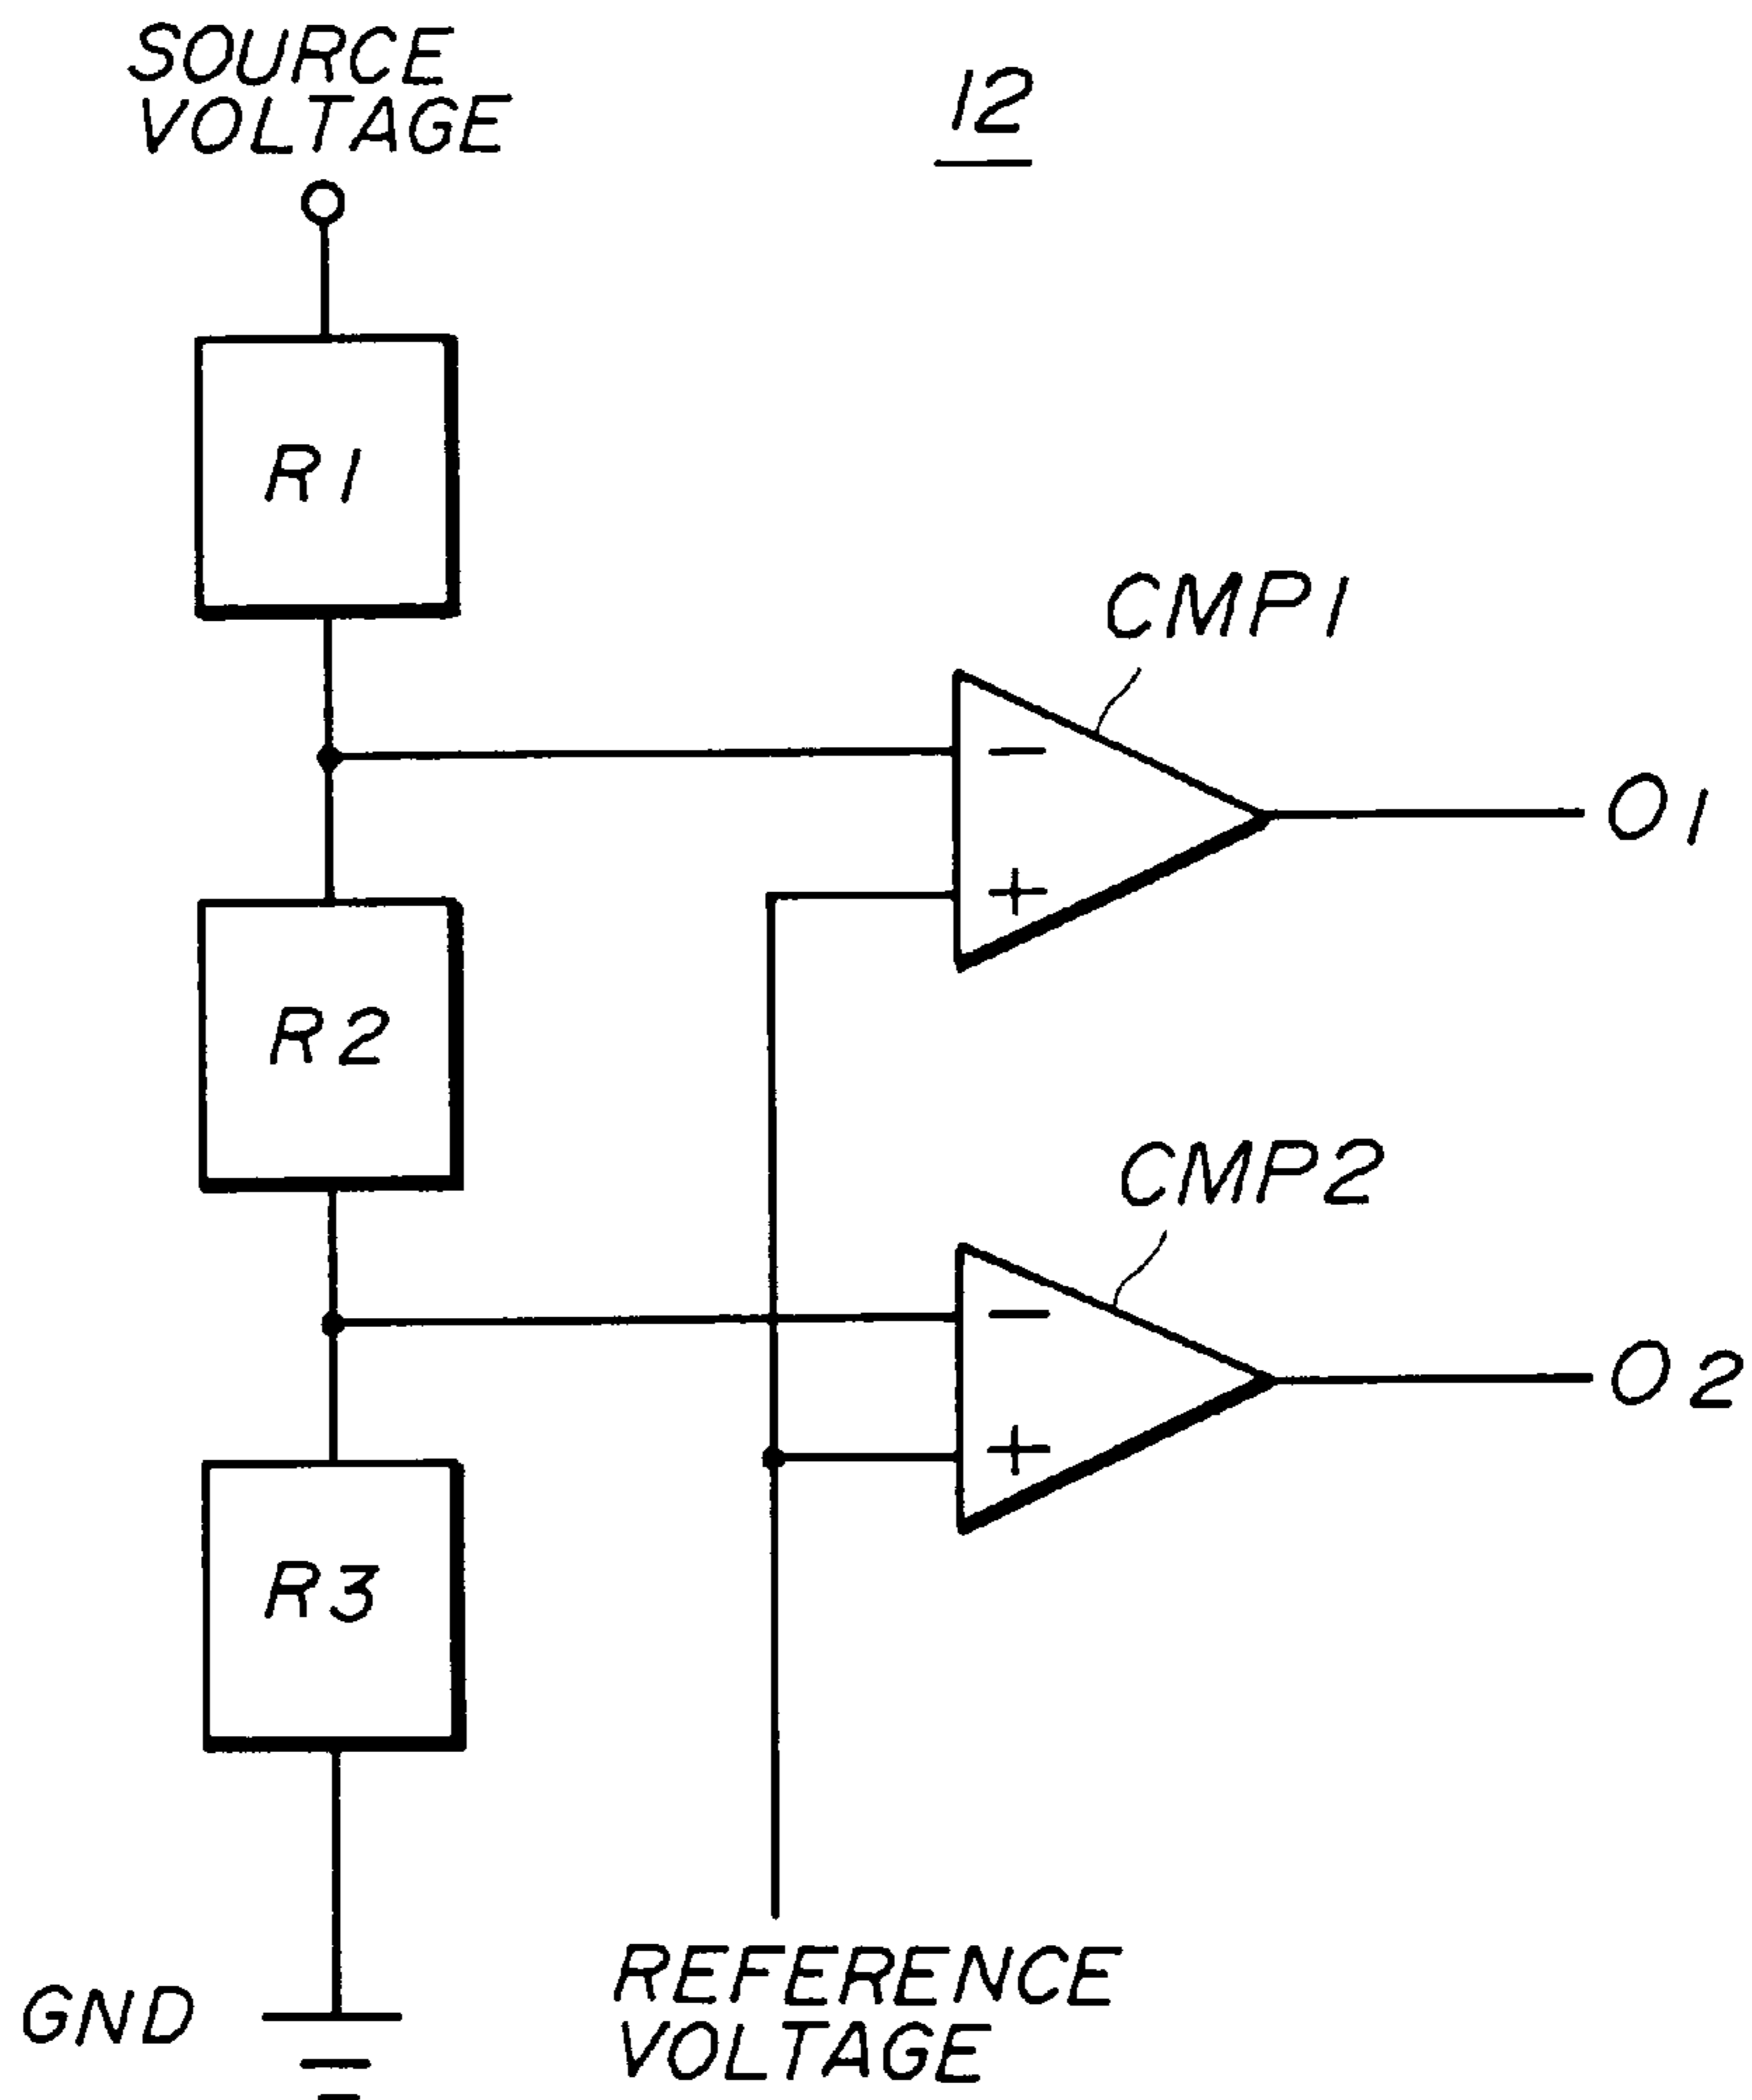 SOURCE
VOLTAGE
12
R1
CMP1
-
+
O1
R2
CMP2
-
+
O2
R3
GND
REFERENCE
VOLTAGE